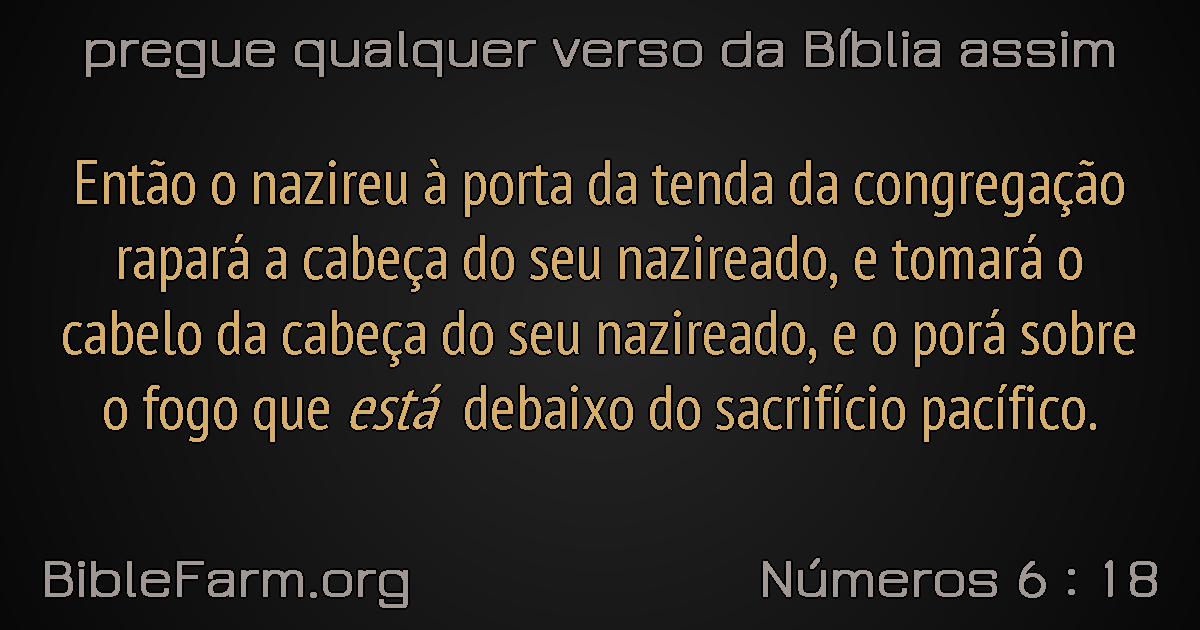 pregue qualquer verso da Bíblia assim
Então o nazireu à porta da tenda da congregação
rapará a cabeça do seu nazireado, e tomará o
cabelo da cabeça do seu nazireado, e o porá sobre
o fogo que está debaixo do sacrifício pacífico.
BibleFarm.org
Números 6 : 18